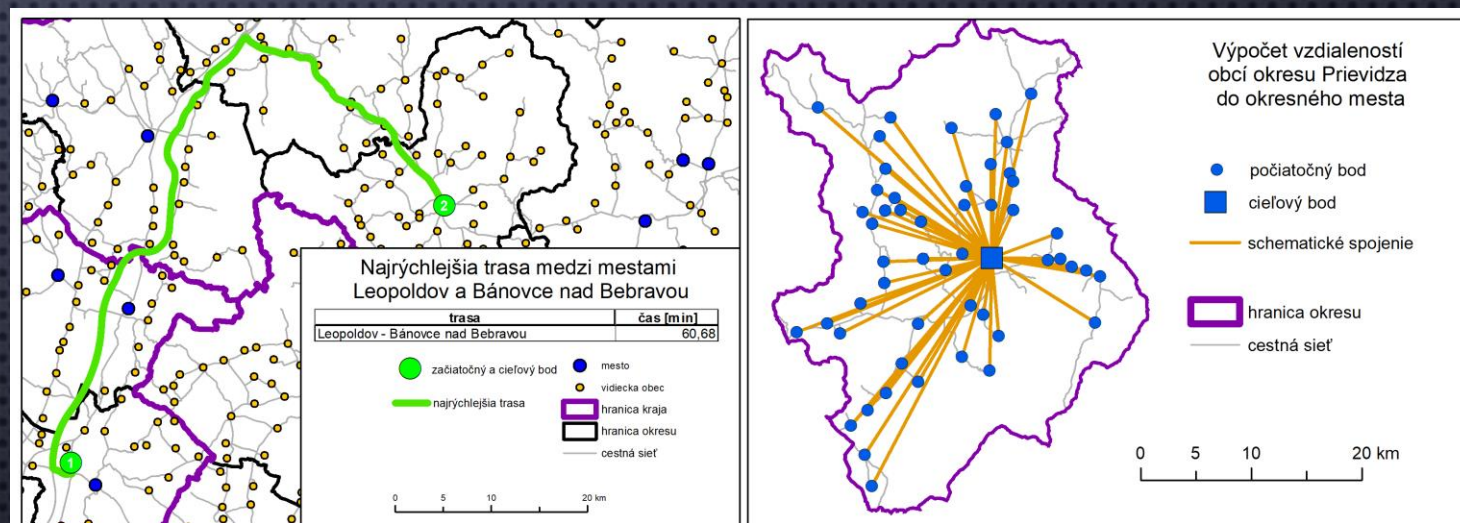 1
2
Najrýchlejšia trasa medzi mestami
Leopoldov a Bánovce nad Bebravou
trasa čas [min]
Leopoldov - Bánovce nad Bebravou 60,68
začiatočný a cieľový bod
mesto
vidiecka obec
najrýchlejšia trasa
hranica kraja
hranica okresu
cestná sieť
0 5 10 20 km
Výpočet vzdialeností
obcí okresu Prievidza
do okresného mesta
počiatočný bod
cieľový bod
schematické spojenie
hranica okresu
cestná sieť
0 5 10 20 km